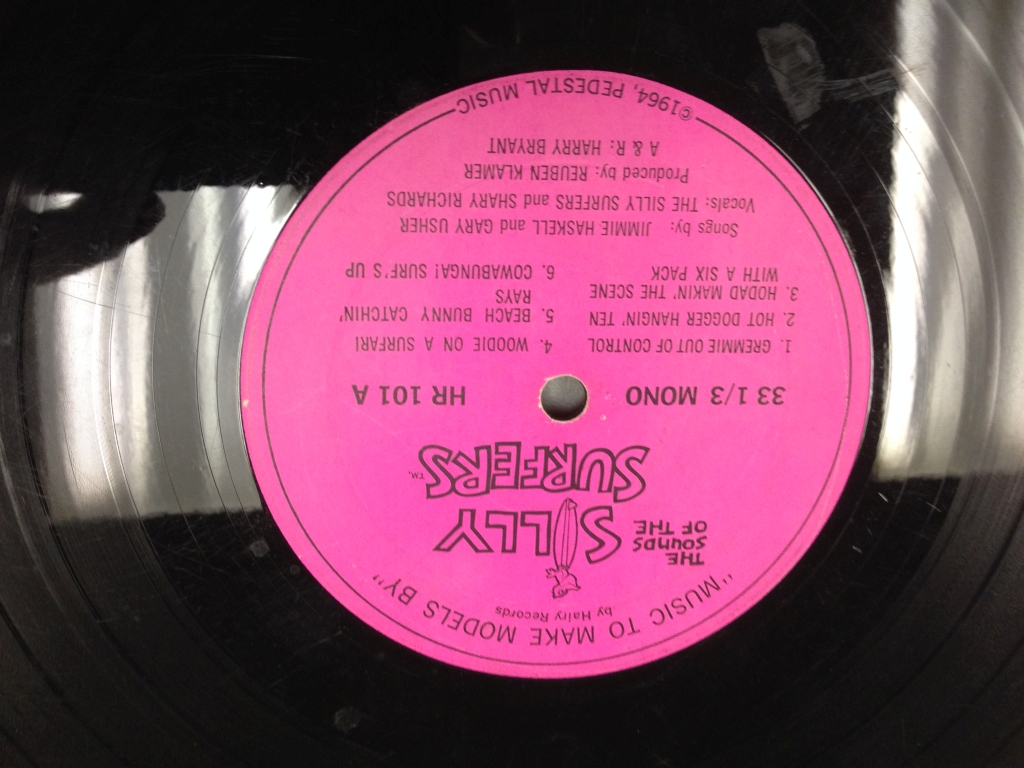 "MUSIC TO MAKE MODELS BY"
by Hairy Records
THE
SOUNDS
OF THE
SILLY
SURFERS™
33 1/3 MONO
HR 101 A
1. GREMMIE OUT OF CONTROL
2. HOT DOGGER HANGIN' TEN
3. HODAD MAKIN' THE SCENE
WITH A SIX PACK
4. WOODIE ON A SURFARI
5. BEACH BUNNY CATCHIN'
RAYS
6. COWABUNGA! SURF'S UP
Songs by: JIMMIE HASKELL and GARY USHER
Vocals: THE SILLY SURFERS and SHARY RICHARDS
Produced by: REUBEN KLAMER
A & R: HARRY BRYANT
©1964, PEDESTAL MUSIC